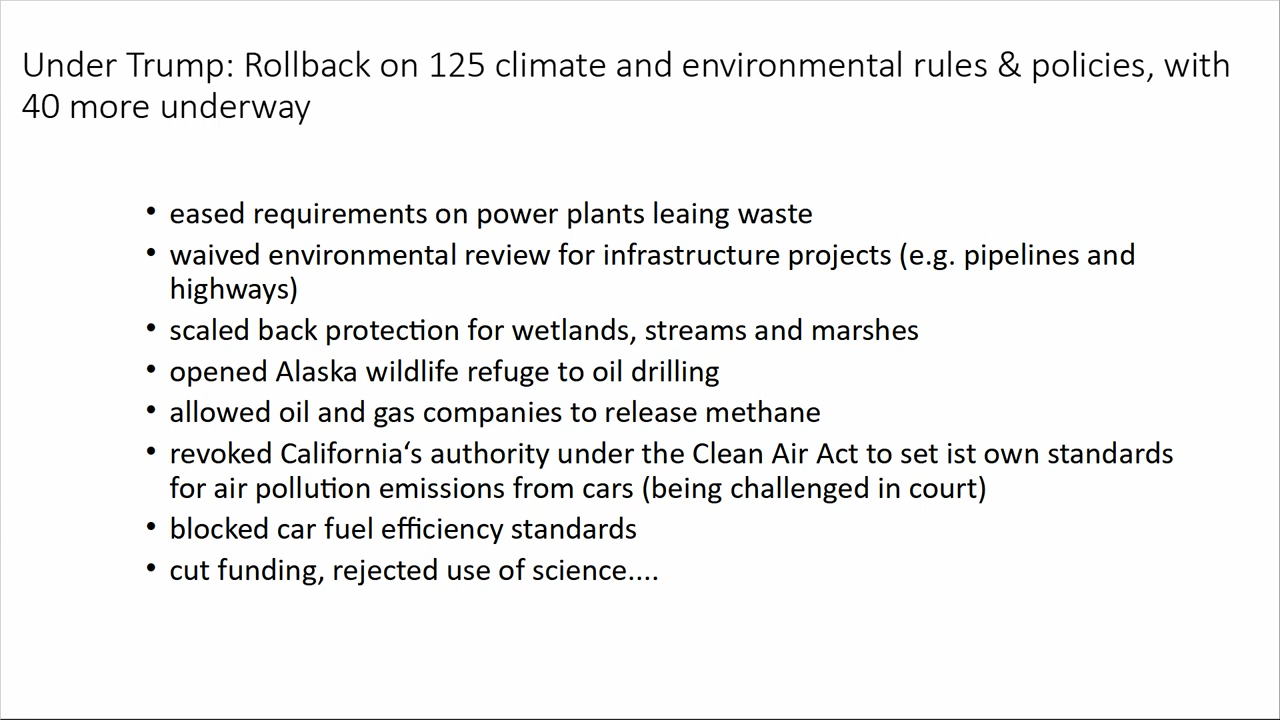 Under Trump: Rollback on 125 climate and environmental rules & policies, with
40 more underway
• eased requirements on power plants leaing waste
• waived environmental review for infrastructure projects (e.g. pipelines and
highways)
• scaled back protection for wetlands, streams and marshes
• opened Alaska wildlife refuge to oil drilling
• allowed oil and gas companies to release methane
• revoked California‘s authority under the Clean Air Act to set ist own standards
for air pollution emissions from cars (being challenged in court)
• blocked car fuel efficiency standards
• cut funding, rejected use of science....